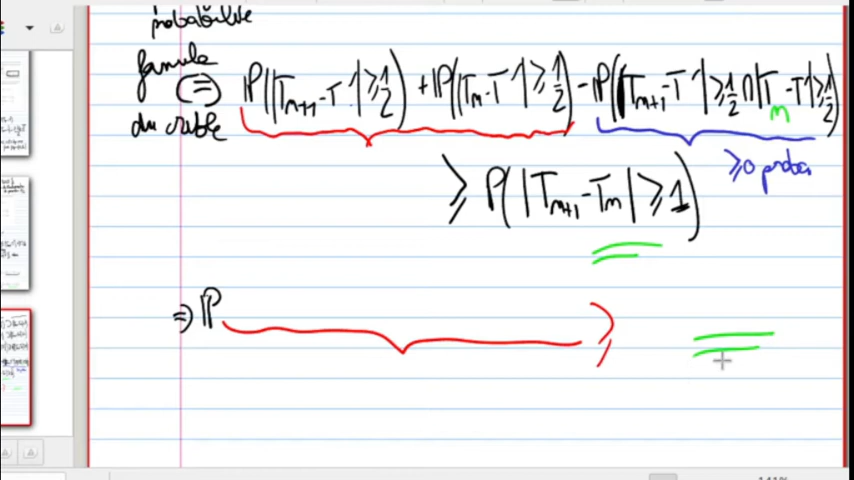 probabilité
formule
(=) P(|Tn+1-T|≥1/2) + P(|Tn-T|≥1/2) - P(|Tn+1-T|≥1/2 ∩ |Tn-T|≥1/2)
du crible
≥0 proba
≥ P(|Tn+1-Tn|≥1)
=> P ≥